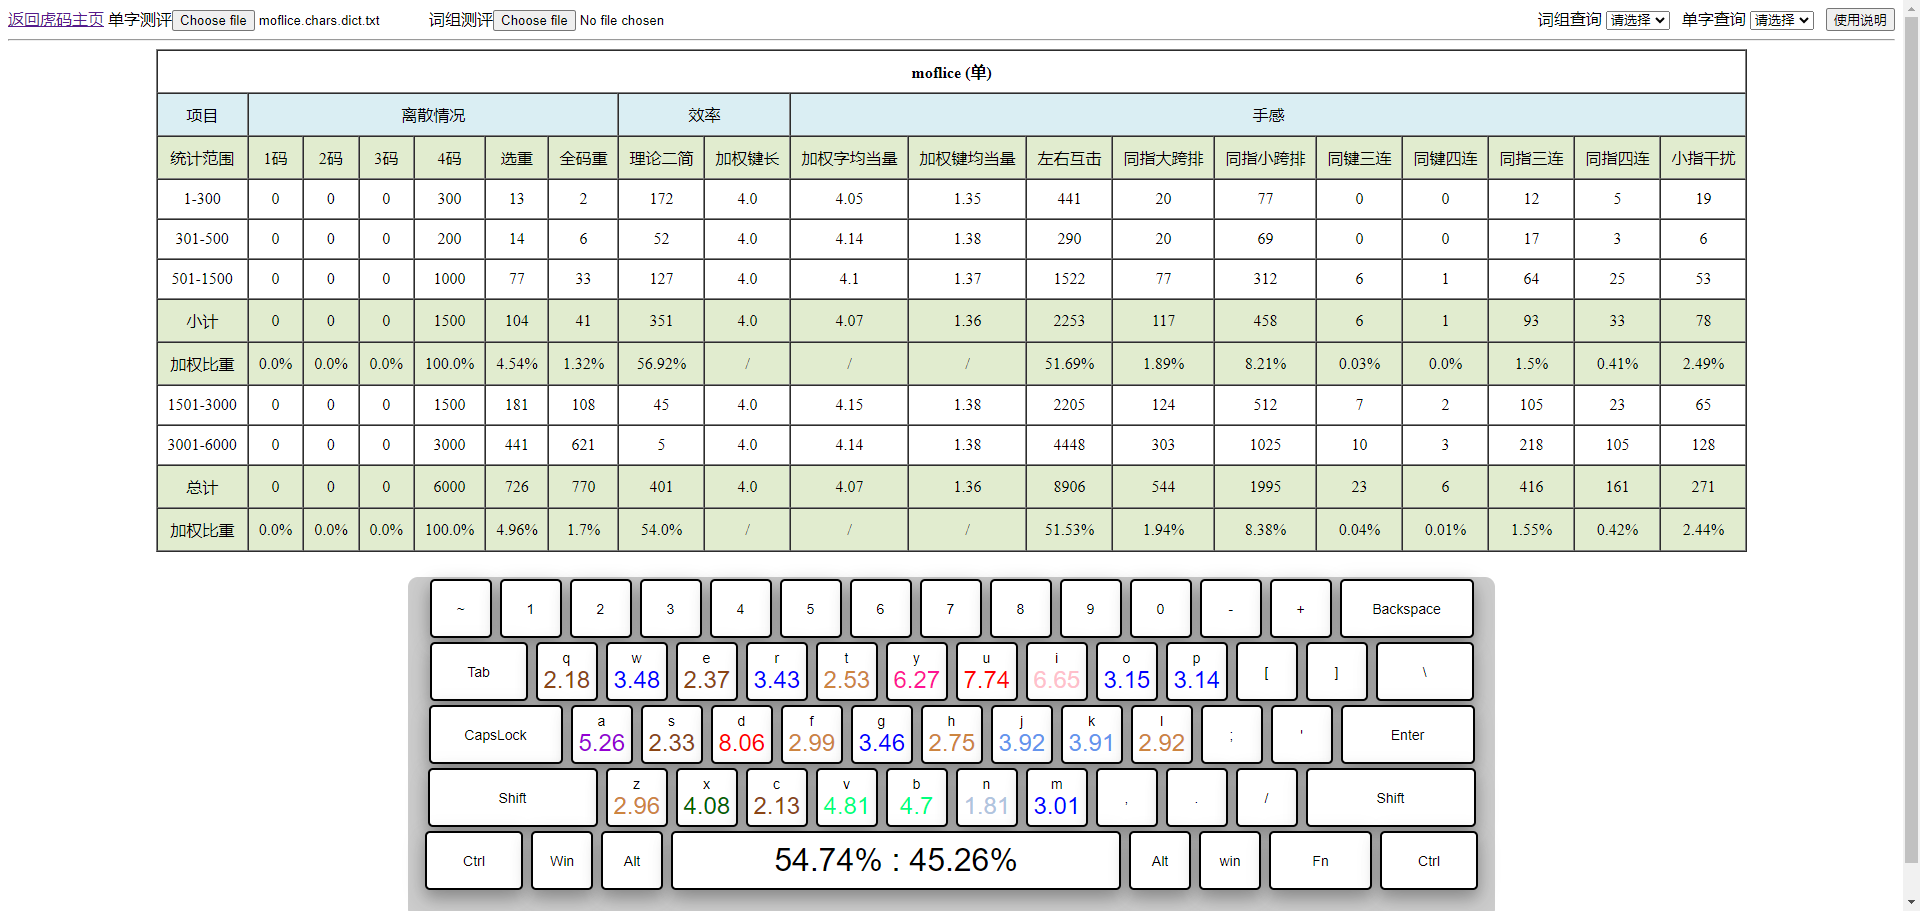 返回虎码主页 单字测评 Choose file moflice.chars.dict.txt 词组测评 Choose file No file chosen 词组查询 请选择 单字查询 请选择 使用说明
moflice (单)
项目 离散情况 效率 手感
统计范围 1码 2码 3码 4码 选重 全码重 理论二简 加权键长 加权字均当量 加权键均当量 左右互击 同指大跨排 同指小跨排 同键三连 同键四连 同指三连 同指四连 小指干扰
1-300 0 0 0 300 13 2 172 4.0 4.05 1.35 441 20 77 0 0 12 5 19
301-500 0 0 0 200 14 6 52 4.0 4.14 1.38 290 20 69 0 0 17 3 6
501-1500 0 0 0 1000 77 33 127 4.0 4.1 1.37 1522 77 312 6 1 64 25 53
小计 0 0 0 1500 104 41 351 4.0 4.07 1.36 2253 117 458 6 1 93 33 78
加权比重 0.0% 0.0% 0.0% 100.0% 4.54% 1.32% 56.92% / / / 51.69% 1.89% 8.21% 0.03% 0.0% 1.5% 0.41% 2.49%
1501-3000 0 0 0 1500 181 108 45 4.0 4.15 1.38 2205 124 512 7 2 105 23 65
3001-6000 0 0 0 3000 441 621 5 4.0 4.14 1.38 4448 303 1025 10 3 218 105 128
总计 0 0 0 6000 726 770 401 4.0 4.07 1.36 8906 544 1995 23 6 416 161 271
加权比重 0.0% 0.0% 0.0% 100.0% 4.96% 1.7% 54.0% / / / 51.53% 1.94% 8.38% 0.04% 0.01% 1.55% 0.42% 2.44%
~ 1 2 3 4 5 6 7 8 9 0 - + Backspace
Tab q w e r t y u i o p [ ] \
2.18 3.48 2.37 3.43 2.53 6.27 7.74 6.65 3.15 3.14
CapsLock a s d f g h j k l ; ' Enter
5.26 2.33 8.06 2.99 3.46 2.75 3.92 3.91 2.92
Shift z x c v b n m , . / Shift
2.96 4.08 2.13 4.81 4.7 1.81 3.01
Ctrl Win Alt 54.74% : 45.26% Alt win Fn Ctrl